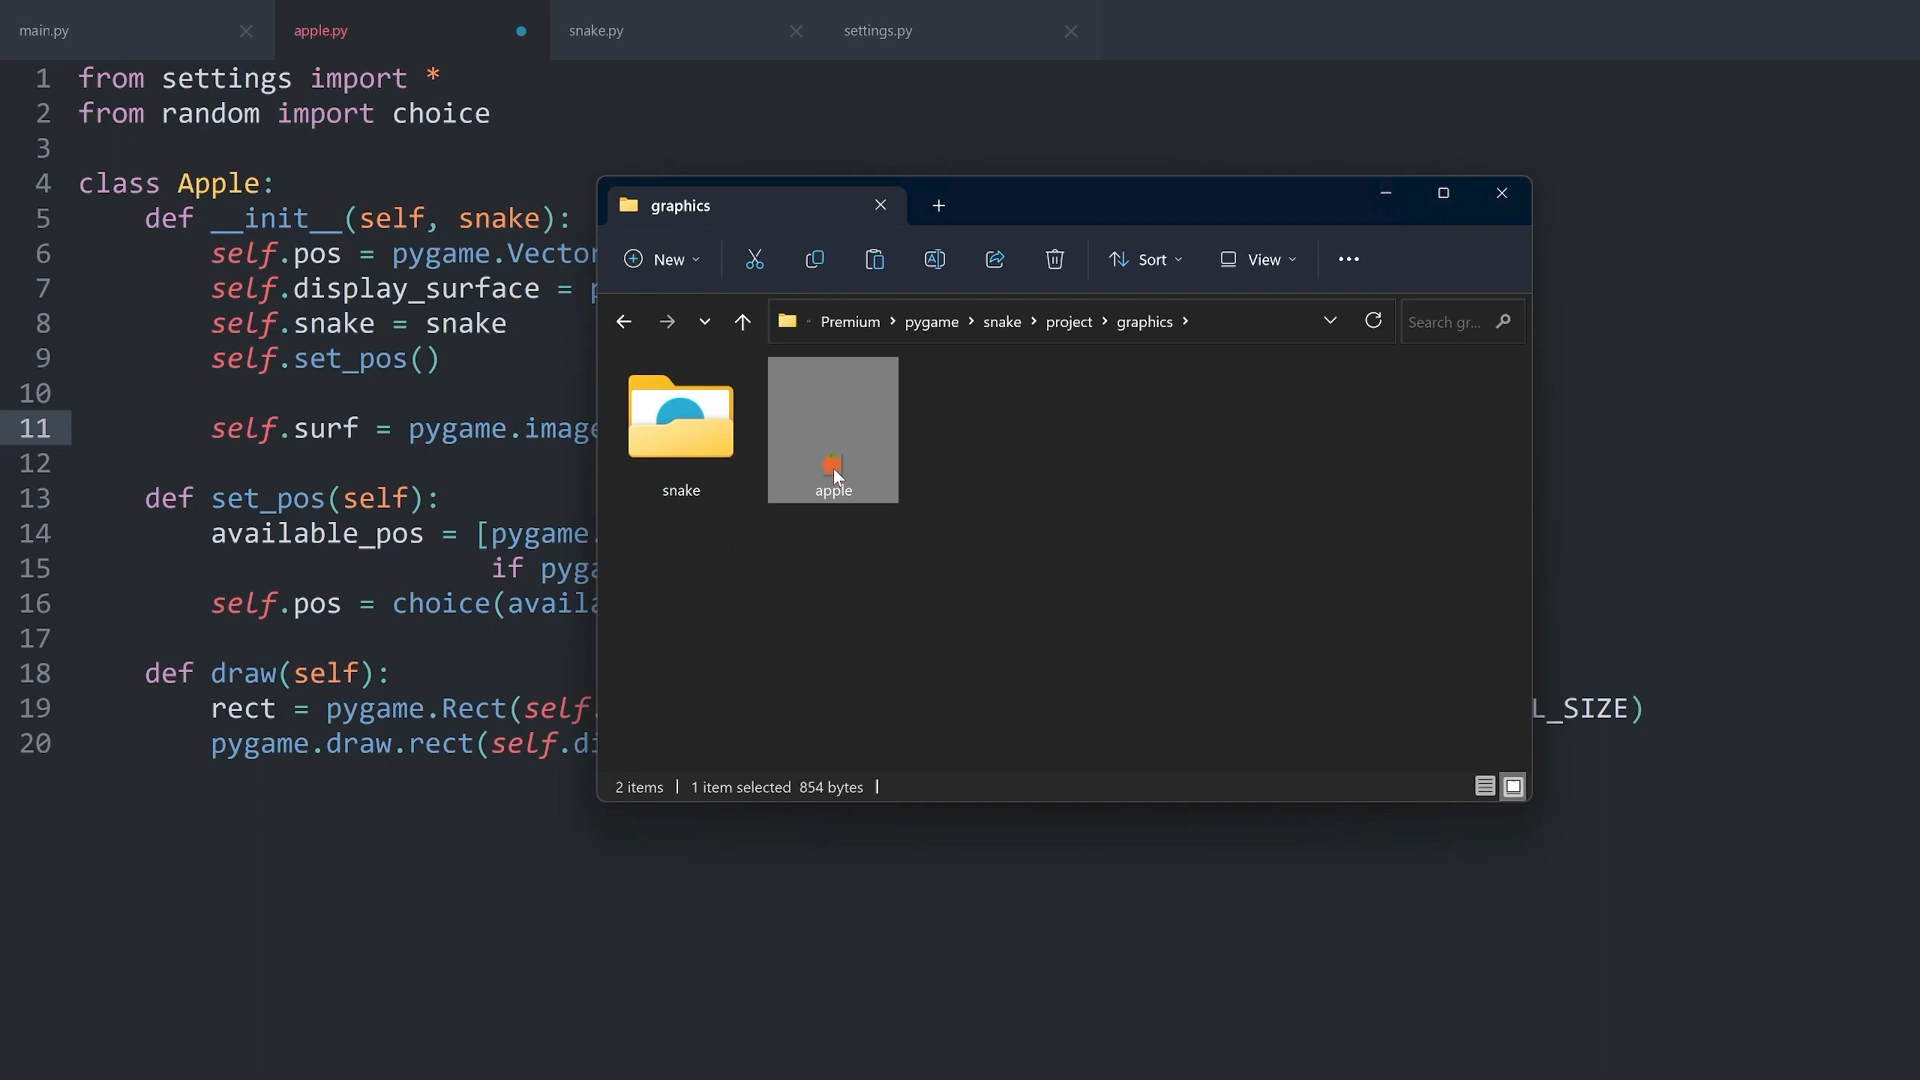 main.py
apple.py
snake.py
settings.py
1 from settings import *
2 from random import choice
3
4 class Apple:
5 def __init__(self, snake):
6 self.pos = pygame.Vector
7 self.display_surface =
8 self.snake = snake
9 self.set_pos()
10
11 self.surf = pygame.image
12
13 def set_pos(self):
14 available_pos = [pygame.
15 if pyga
16 self.pos = choice(availa
17
18 def draw(self):
19 rect = pygame.Rect(self. L_SIZE)
20 pygame.draw.rect(self.di
graphics
New Sort View
Premium > pygame > snake > project > graphics >
Search gr...
snake
apple
2 items | 1 item selected 854 bytes |